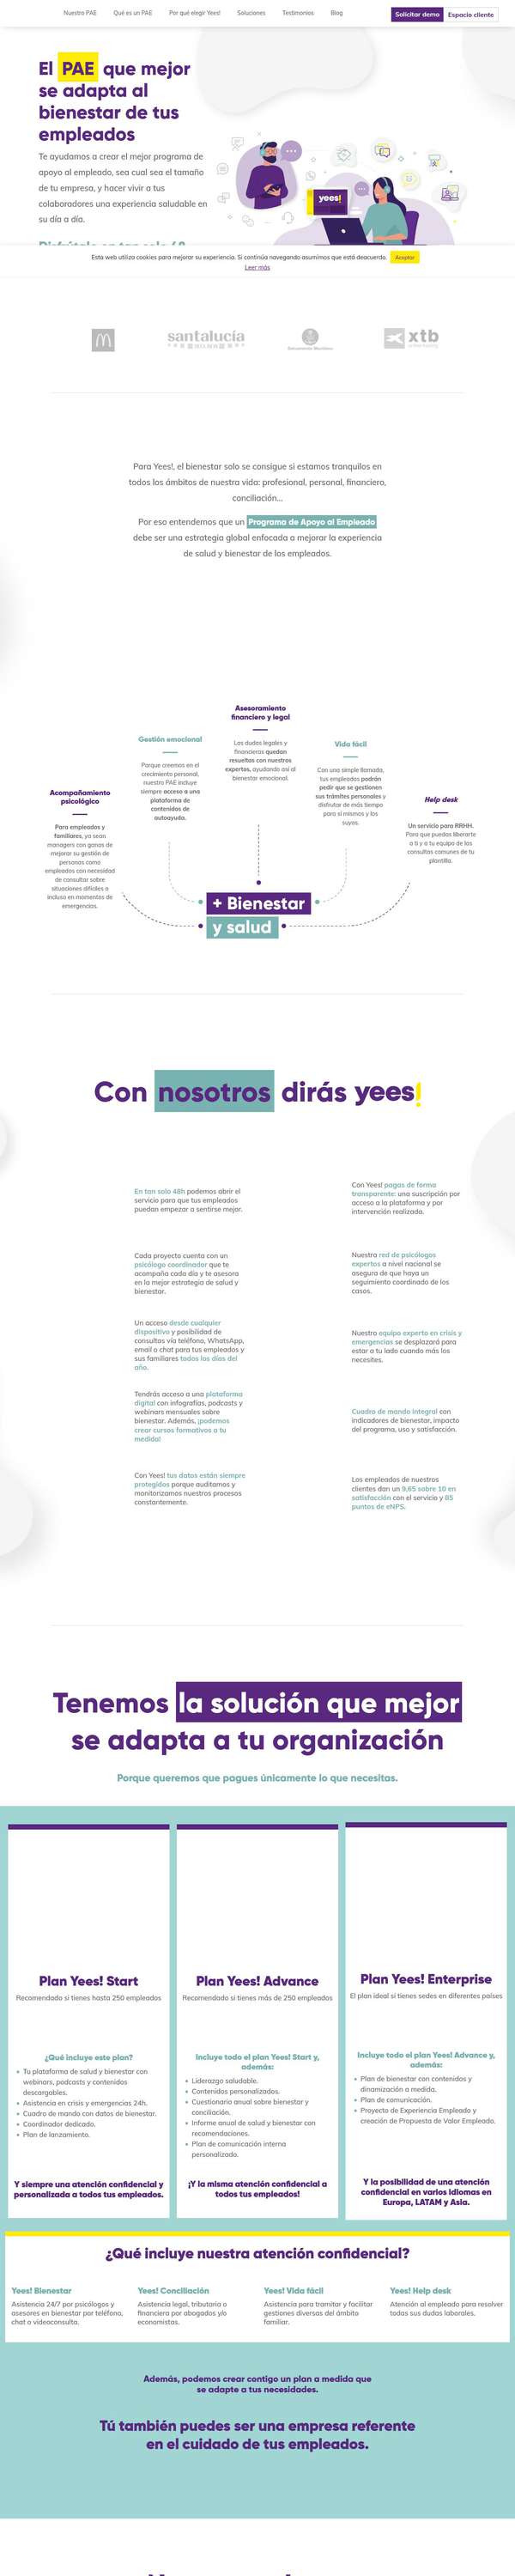 Nuestro PAE
Qué es un PAE
Por qué elegir Yees!
Soluciones
Testimonios
Blog
Solicitar demo
Espacio cliente
El PAE que mejor
se adapta al
bienestar de tus
empleados
Te ayudamos a crear el mejor programa de
apoyo al empleado, sea cual sea el tamaño
de tu empresa, y hacer vivir a tus
colaboradores una experiencia saludable en
su día a día.
yees!
Esta web utiliza cookies para mejorar su experiencia. Si continúa navegando asumimos que está deacuerdo.
Aceptar
Leer más
santalucía
xtb
Para Yees!, el bienestar solo se consigue si estamos tranquilos en
todos los ámbitos de nuestra vida: profesional, personal, financiero,
conciliación...
Por eso entendemos que un Programa de Apoyo al Empleado
debe ser una estrategia global enfocada a mejorar la experiencia
de salud y bienestar de los empleados.
Asesoramiento
financiero y legal
Las dudas legales y
financieras quedan
resueltas con nuestros
expertos, ayudando así al
bienestar emocional.
Gestión emocional
Porque creemos en el
crecimiento personal,
nuestro PAE incluye
siempre acceso a una
plataforma de
contenidos de
autoayuda.
Vida fácil
Con una simple llamada,
tus empleados podrán
pedir que se gestionen
sus trámites personales y
disfrutar de más tiempo
para sí mismos y los
suyos.
Acompañamiento
psicológico
Para empleados y
familiares, ya sean
managers con ganas de
mejorar su gestión de
personas como
empleados con necesidad
de consultar sobre
situaciones difíciles o
incluso en momentos de
emergencias.
Help desk
Un servicio para RRHH.
Para que puedas liberarte
a ti y a tu equipo de las
consultas comunes de tu
plantilla.
+ Bienestar
y salud
Con nosotros dirás yees!
En tan solo 48h podemos abrir el
servicio para que tus empleados
puedan empezar a sentirse mejor.
Con Yees! pagas de forma
transparente: una suscripción por
acceso a la plataforma y por
intervención realizada.
Cada proyecto cuenta con un
psicólogo coordinador que te
acompaña cada día y te asesora
en la mejor estrategia de salud y
bienestar.
Nuestra red de psicólogos
expertos a nivel nacional se
asegura de que haya un
seguimiento coordinado de los
casos.
Un acceso desde cualquier
dispositivo y posibilidad de
consultas vía teléfono, WhatsApp,
email o chat para tus empleados y
sus familiares todos los días del
año.
Nuestro equipo experto en crisis y
emergencias se desplazará para
estar a tu lado cuando más los
necesites.
Tendrás acceso a una plataforma
digital con infografías, podcasts y
webinars mensuales sobre
bienestar. Además, ¡podemos
crear cursos formativos a tu
medida!
Cuadro de mando integral con
indicadores de bienestar, impacto
del programa, uso y satisfacción.
Con Yees! tus datos están siempre
protegidos porque auditamos y
monitorizamos nuestros procesos
constantemente.
Los empleados de nuestros
clientes dan un 9,65 sobre 10 en
satisfacción con el servicio y 85
puntos de eNPS.
Tenemos la solución que mejor
se adapta a tu organización
Porque queremos que pagues únicamente lo que necesitas.
Plan Yees! Start
Recomendado si tienes hasta 250 empleados
¿Qué incluye este plan?
Tu plataforma de salud y bienestar con
webinars, podcasts y contenidos
descargables.
Asistencia en crisis y emergencias 24h.
Cuadro de mando con datos de bienestar.
Coordinador dedicado.
Plan de lanzamiento.
Y siempre una atención confidencial y
personalizada a todos tus empleados.
Plan Yees! Advance
Recomendado si tienes más de 250 empleados
Incluye todo el plan Yees! Start y,
además:
Liderazgo saludable.
Contenidos personalizados.
Cuestionario anual sobre bienestar y
conciliación.
Informe anual de salud y bienestar con
recomendaciones.
Plan de comunicación interna
personalizado.
¡Y la misma atención confidencial a
todos tus empleados!
Plan Yees! Enterprise
El plan ideal si tienes sedes en diferentes países
Incluye todo el plan Yees! Advance y,
además:
Plan de bienestar con contenidos y
dinamización a medida.
Plan de comunicación.
Proyecto de Experiencia Empleado y
creación de Propuesta de Valor Empleado.
Y la posibilidad de una atención
confidencial en varios idiomas en
Europa, LATAM y Asia.
¿Qué incluye nuestra atención confidencial?
Yees! Bienestar
Asistencia 24/7 por psicólogos y
asesores en bienestar por teléfono,
chat o videoconsulta.
Yees! Conciliación
Asistencia legal, tributaria o
financiera por abogados y/o
economistas.
Yees! Vida fácil
Asistencia para tramitar y facilitar
gestiones diversas del ámbito
familiar.
Yees! Help desk
Atención al empleado para resolver
todas sus dudas laborales.
Además, podemos crear contigo un plan a medida que
se adapte a tus necesidades.
Tú también puedes ser una empresa referente
en el cuidado de tus empleados.